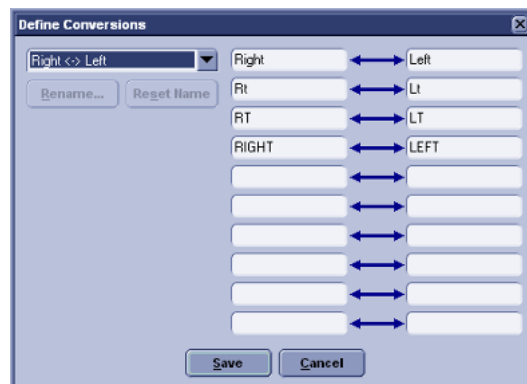 Define Conversions
Right <-> Left
Rename...
Reset Name
Right Left
Rt Lt
RT LT
RIGHT LEFT
Save Cancel